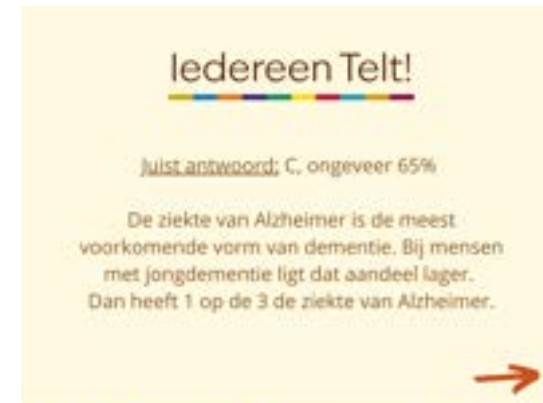 Iedereen Telt!
Juist antwoord: C, ongeveer 65%
De ziekte van Alzheimer is de meest
voorkomende vorm van dementie. Bij mensen
met jongdementie ligt dat aandeel lager.
Dan heeft 1 op de 3 de ziekte van Alzheimer.